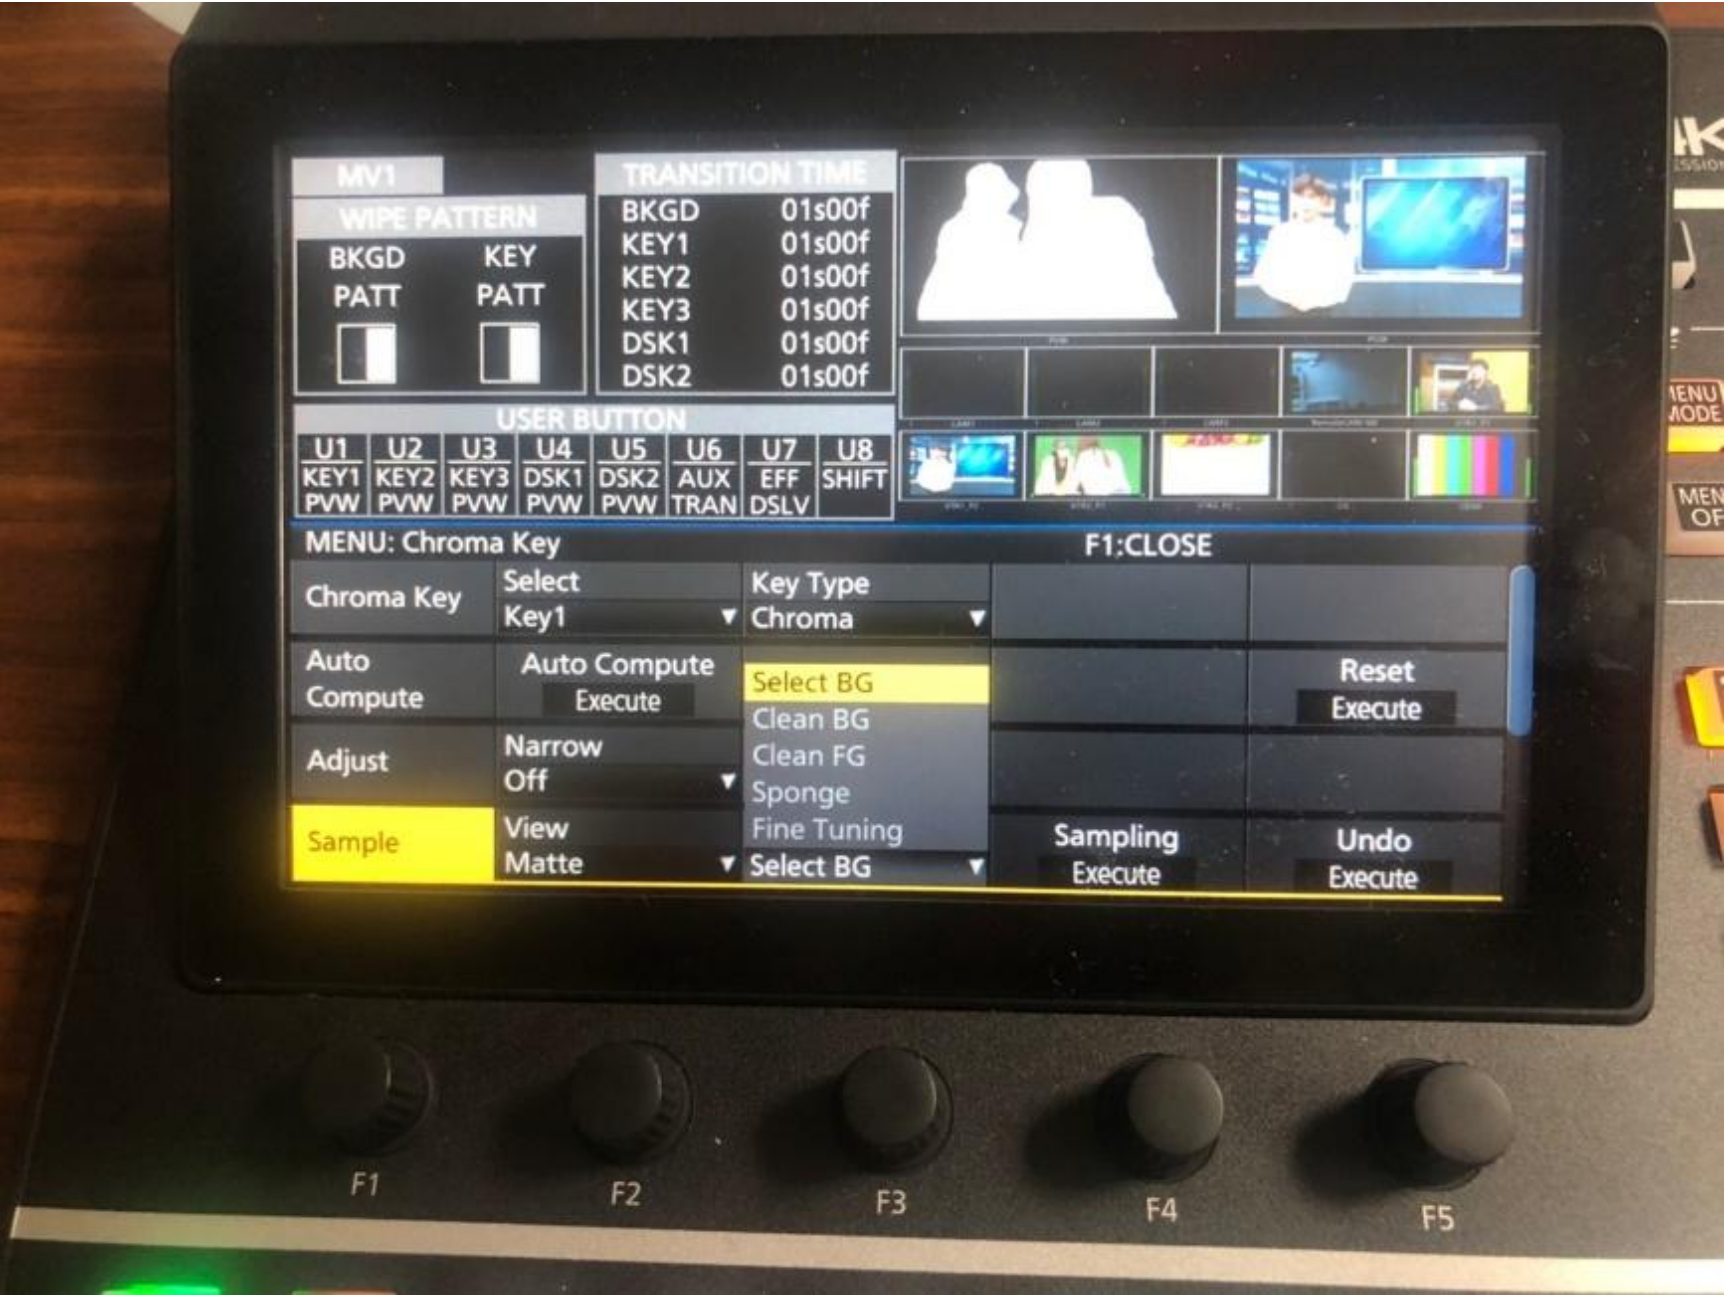 MV1
WIPE PATTERN
BKGD KEY
PATT PATT
TRANSITION TIME
BKGD 01s00f
KEY1 01s00f
KEY2 01s00f
KEY3 01s00f
DSK1 01s00f
DSK2 01s00f
USER BUTTON
U1 U2 U3 U4 U5 U6 U7 U8
KEY1 KEY2 KEY3 DSK1 DSK2 AUX EFF SHIFT
PVW PVW PVW PVW PVW TRAN DSLV
MENU: Chroma Key F1:CLOSE
Chroma Key
Select
Key1
Key Type
Chroma
Auto
Compute
Auto Compute
Execute
Reset
Execute
Adjust
Narrow
Off
Select BG
Clean BG
Clean FG
Sponge
Fine Tuning
Sample
View
Matte
Select BG
Sampling
Execute
Undo
Execute
F1 F2 F3 F4 F5